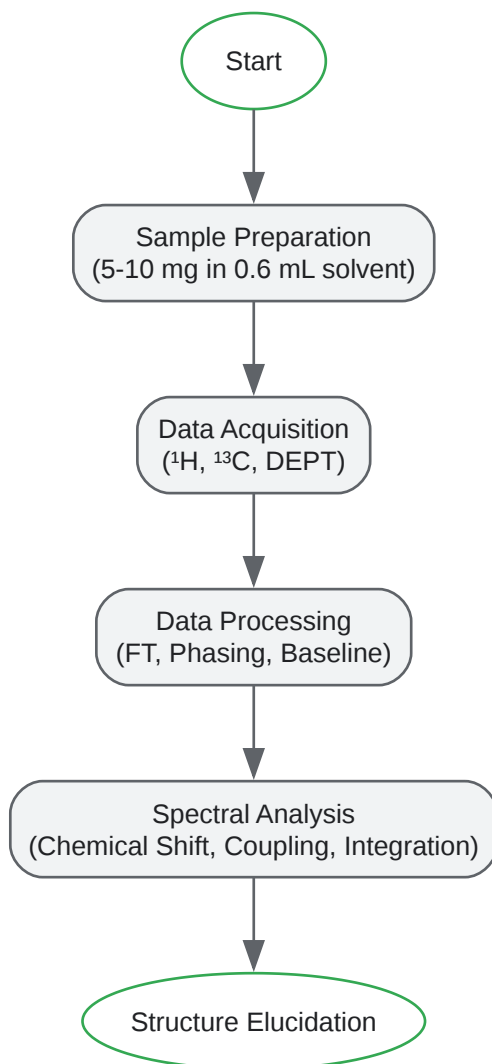 Start
Sample Preparation
(5-10 mg in 0.6 mL solvent)
Data Acquisition
(¹H, ¹³C, DEPT)
Data Processing
(FT, Phasing, Baseline)
Spectral Analysis
(Chemical Shift, Coupling, Integration)
Structure Elucidation